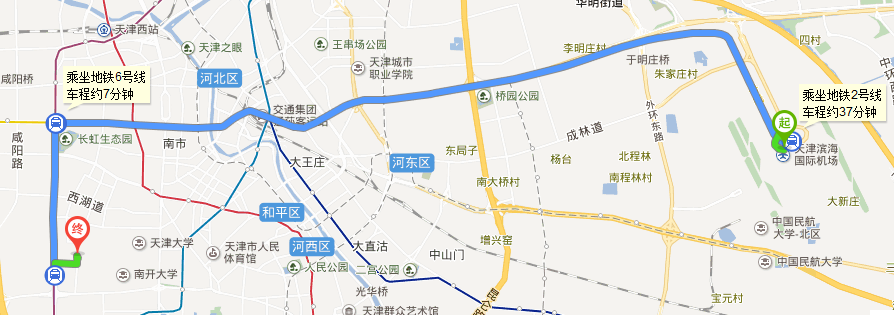 华明街道
天津西站
天津之眼
王串场公园
李明庄村
四村
咸阳桥
乘坐地铁6号线
车程约7分钟
河北区
天津城市
职业学院
于明庄桥
朱家庄村
乘坐地铁2号线
车程约37分钟
桥园公园
外环东路
起
交通集团
长虹生态园
南市
成林道
咸阳路
大王庄
河东区
东局子
杨台
北程林村
南程林村
天津滨海
国际机场
南大桥村
大新庄
西湖道
和平区
终
河西区
大直沽
增兴窑
中国民航
大学-北区
天津大学
天津市人民
体育馆
中山门
中国民航大学
南开大学
人民公园
二宫公园
光华桥
宝元村
天津群众艺术馆